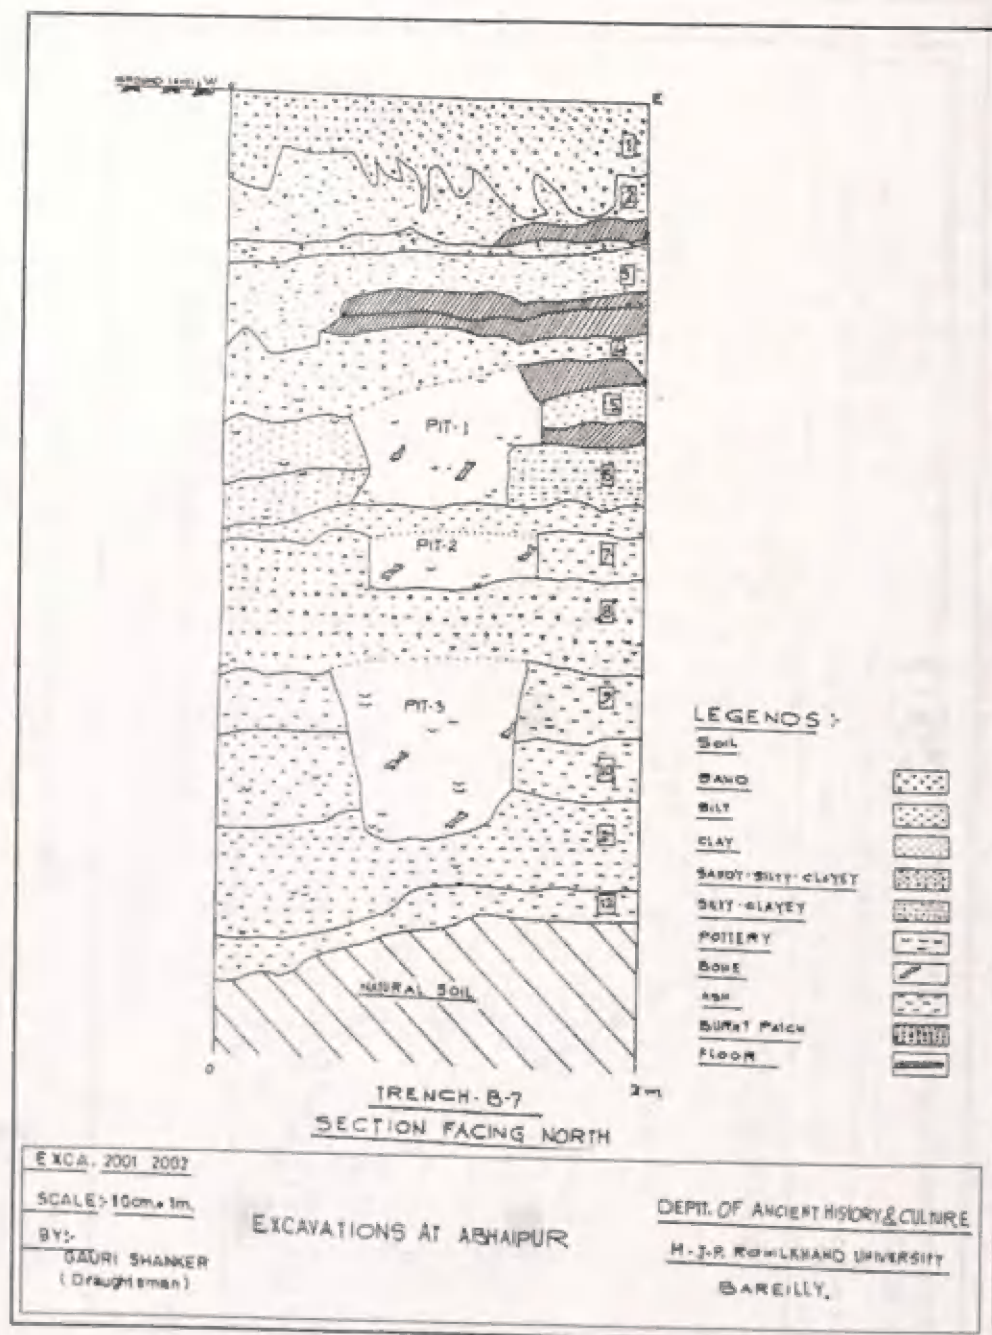 GROUND LEVEL W
E
1
2
3
4
5
PIT-1
6
PIT-2
7
8
9
PIT-3
10
11
12
NATURAL SOIL
0
2m
TRENCH-B-7
SECTION FACING NORTH
LEGENDS :-
SOIL
SAND
SILT
CLAY
SANDY-SILTY-CLAYEY
SILTY-CLAYEY
POTTERY
BONE
ASH
BURNT PATCH
FLOOR
EXCA. 2001 2002
SCALE:- 10cm = 1m.
BY:-
GAURI SHANKER
(Draughtsman)
EXCAVATIONS AT ABHAIPUR
DEPTT. OF ANCIENT HISTORY & CULTURE
M.J.P. ROHILKHAND UNIVERSITY
BAREILLY.